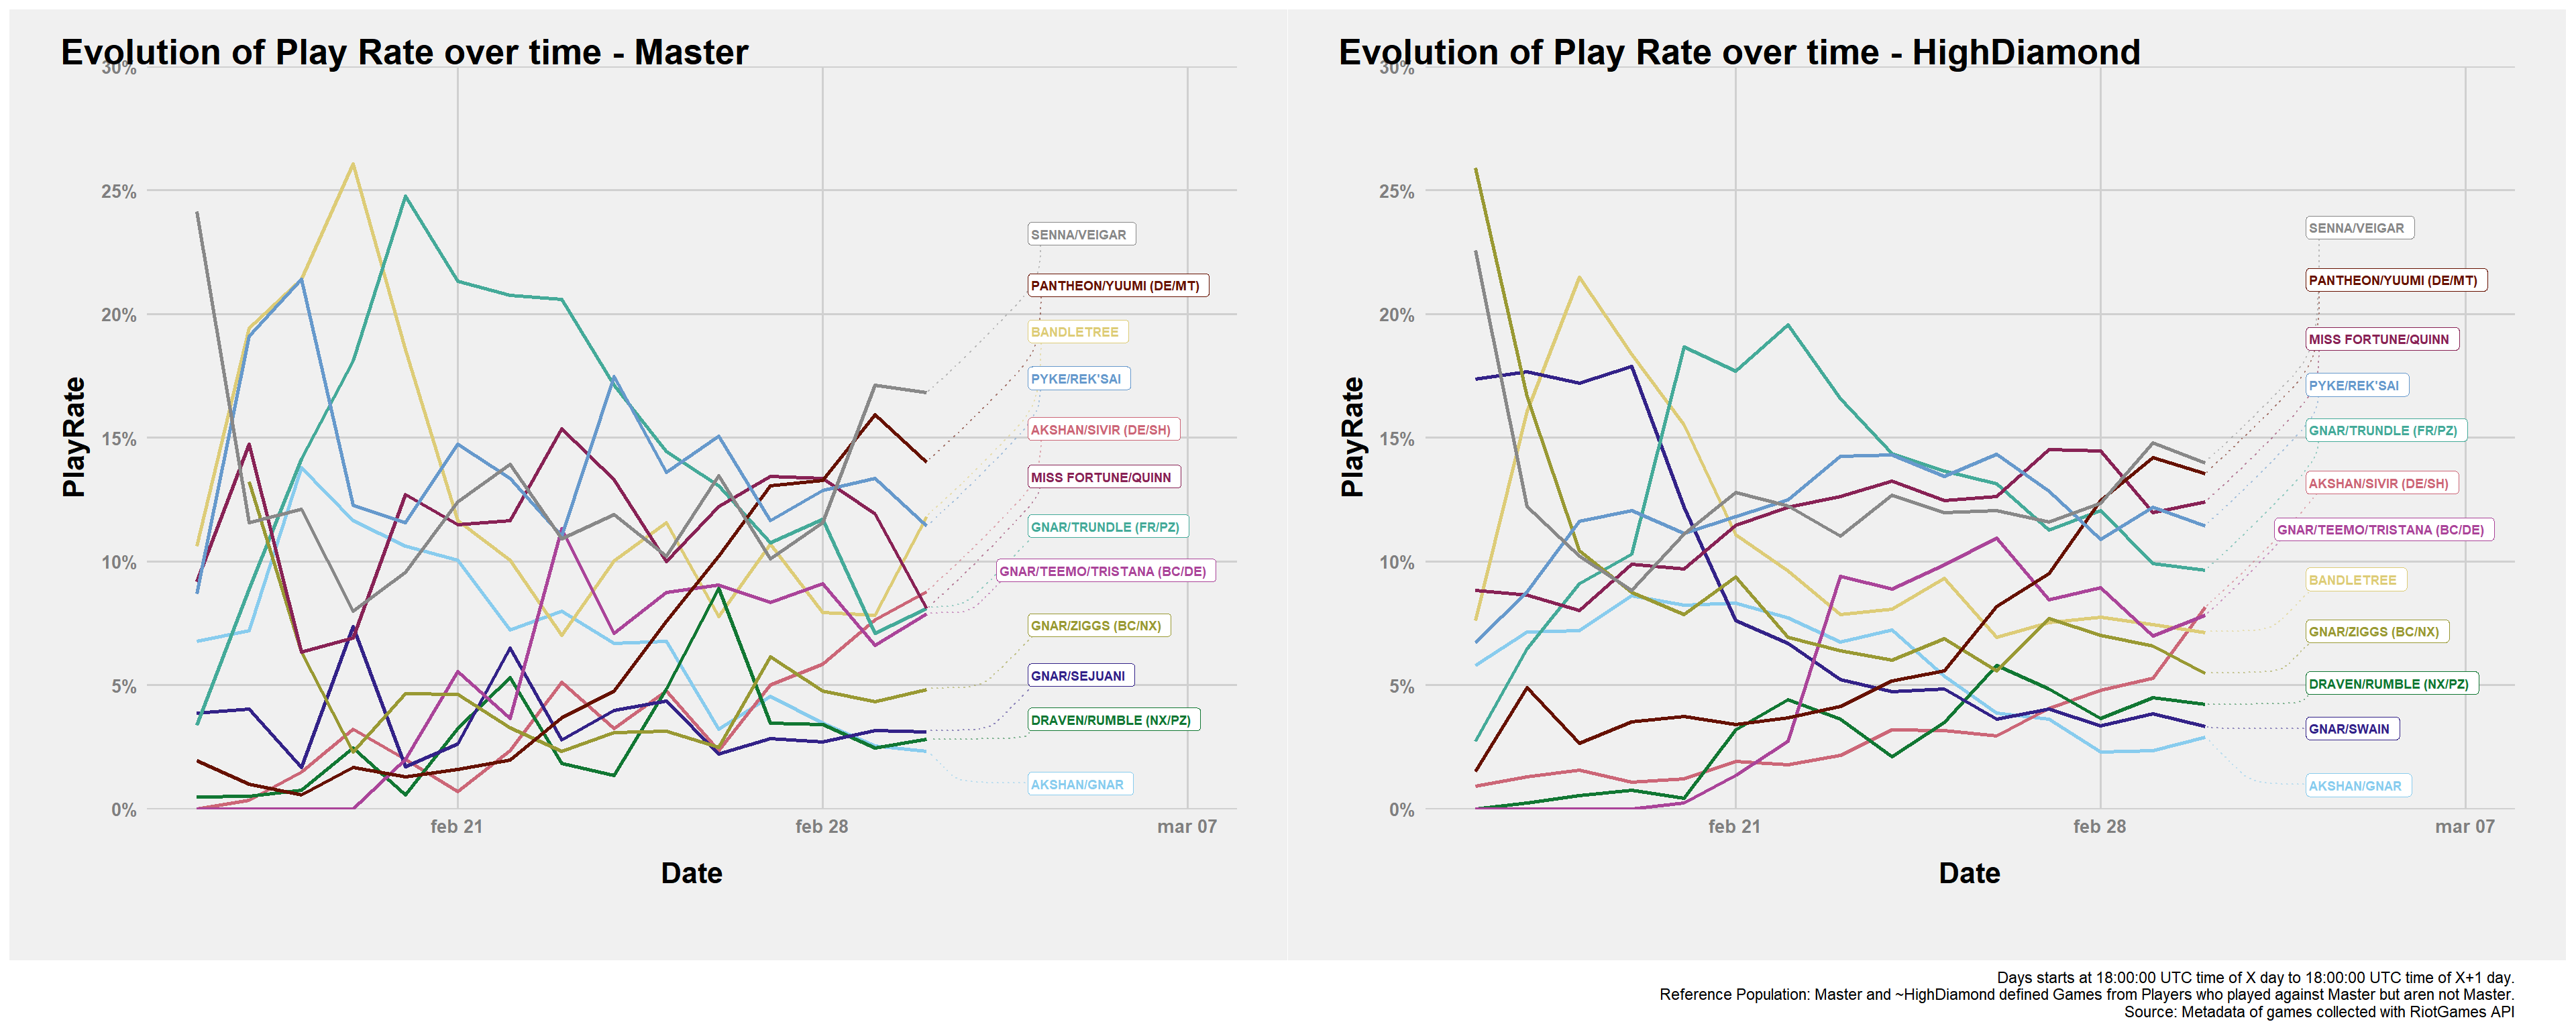 Evolution of Play Rate over time - Master
30%
25%
20%
15%
10%
5%
0%
PlayRate
feb 21
feb 28
mar 07
Date
SENNA/VEIGAR
PANTHEON/YUUMI (DE/MT)
BANDLETREE
PYKE/REK'SAI
AKSHAN/SIVIR (DE/SH)
MISS FORTUNE/QUINN
GNAR/TRUNDLE (FR/PZ)
GNAR/TEEMO/TRISTANA (BC/DE)
GNAR/ZIGGS (BC/NX)
GNAR/SEJUANI
DRAVEN/RUMBLE (NX/PZ)
AKSHAN/GNAR
Evolution of Play Rate over time - HighDiamond
30%
25%
20%
15%
10%
5%
0%
PlayRate
feb 21
feb 28
mar 07
Date
SENNA/VEIGAR
PANTHEON/YUUMI (DE/MT)
MISS FORTUNE/QUINN
PYKE/REK'SAI
GNAR/TRUNDLE (FR/PZ)
AKSHAN/SIVIR (DE/SH)
GNAR/TEEMO/TRISTANA (BC/DE)
BANDLETREE
GNAR/ZIGGS (BC/NX)
DRAVEN/RUMBLE (NX/PZ)
GNAR/SWAIN
AKSHAN/GNAR
Days starts at 18:00:00 UTC time of X day to 18:00:00 UTC time of X+1 day.
Reference Population: Master and ~HighDiamond defined Games from Players who played against Master but aren not Master.
Source: Metadata of games collected with RiotGames API